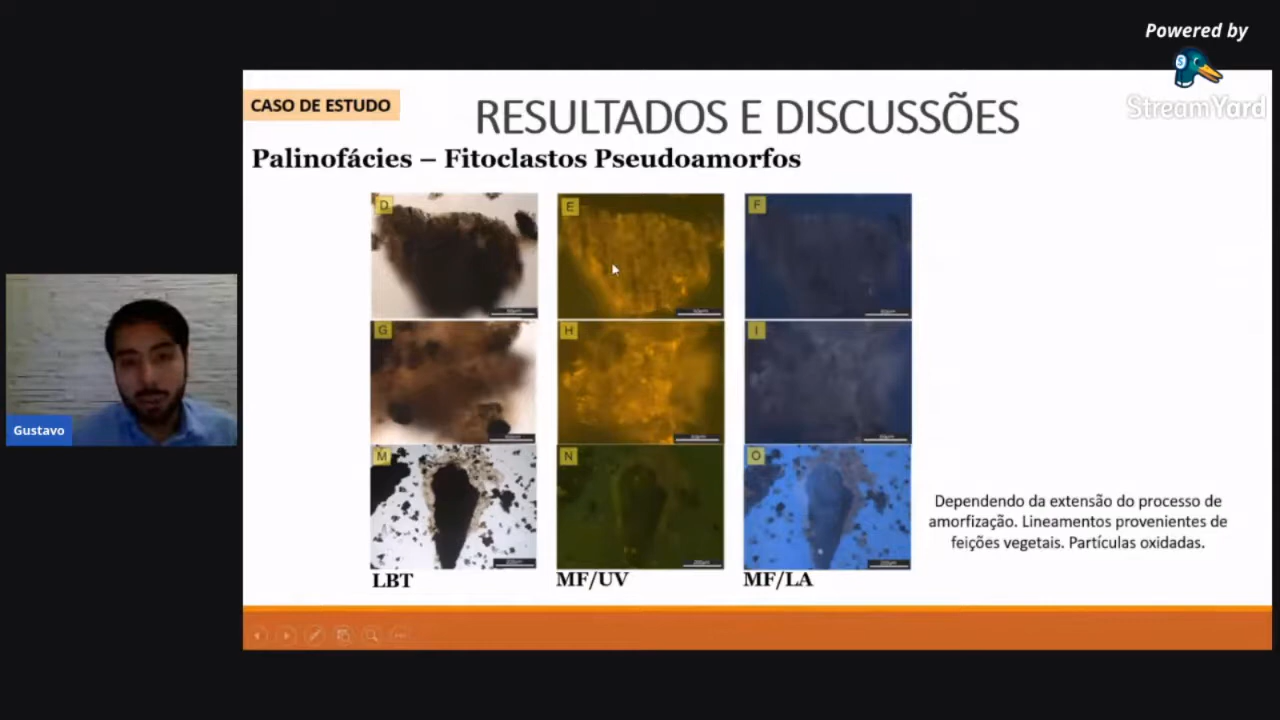 Powered by
StreamYard
CASO DE ESTUDO
RESULTADOS E DISCUSSÕES
Palinofácies – Fitoclastos Pseudoamorfos
D
E
F
G
H
I
M
N
O
LBT
MF/UV
MF/LA
Dependendo da extensão do processo de
amorfização. Lineamentos provenientes de
feições vegetais. Partículas oxidadas.
Gustavo